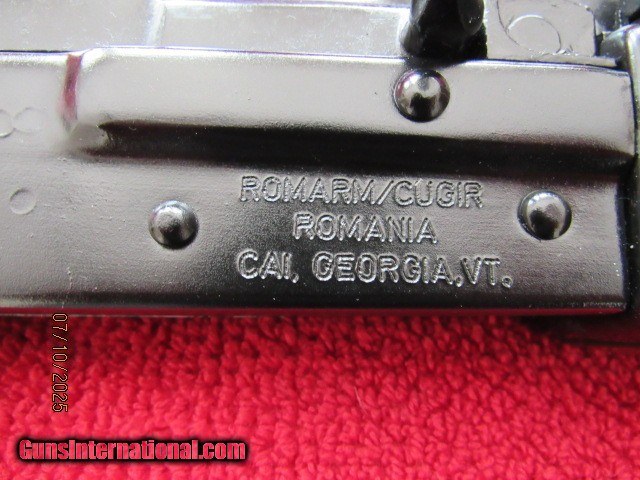 ROMARM/CUGIR
ROMANIA
CAI, GEORGIA,VT.
07/10/2025
GunsInternational.com